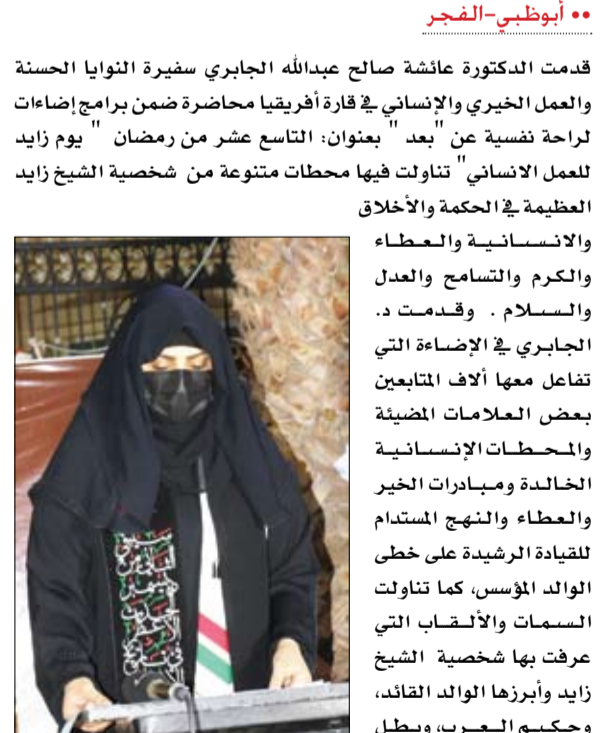 •• أبوظبي-الفجر
قدمت الدكتورة عائشة صالح عبدالله الجابري سفيرة النوايا الحسنة
والعمل الخيري والإنساني في قارة أفريقيا محاضرة ضمن برامج إضاءات
لراحة نفسية عن "بعد " بعنوان: التاسع عشر من رمضان " يوم زايد
للعمل الانساني" تناولت فيها محطات متنوعة من شخصية الشيخ زايد
العظيمة في الحكمة والأخلاق
والانسانية والعطاء
والكرم والتسامح والعدل
والسلام . وقدمت د.
الجابري في الإضاءة التي
تفاعل معها ألاف المتابعين
بعض العلامات المضيئة
والمحطات الإنسانية
الخالدة ومبادرات الخير
والعطاء والنهج المستدام
للقيادة الرشيدة على خطى
الوالد المؤسس، كما تناولت
السمات والألقاب التي
عرفت بها شخصية الشيخ
زايد وأبرزها الوالد القائد،
وحكيم العرب، وبطل